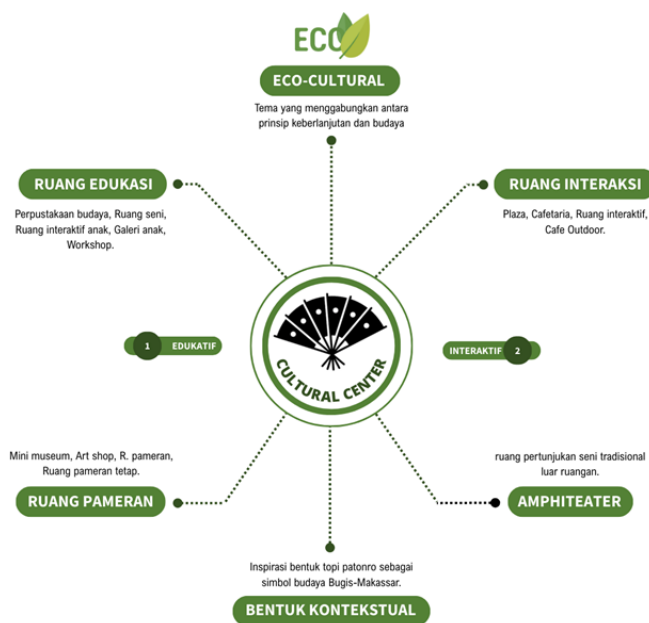 ECO
ECO-CULTURAL
Tema yang menggabungkan antara
prinsip keberlanjutan dan budaya
RUANG EDUKASI
Perpustakaan budaya, Ruang seni,
Ruang interaktif anak, Galeri anak,
Workshop.
RUANG INTERAKSI
Plaza, Cafetaria, Ruang interaktif,
Cafe Outdoor.
1 EDUKATIF
CULTURAL CENTER
INTERAKTIF 2
Mini museum, Art shop, R. pameran,
Ruang pameran tetap.
RUANG PAMERAN
ruang pertunjukan seni tradisional
luar ruangan.
AMPHITEATER
Inspirasi bentuk topi patonro sebagai
simbol budaya Bugis-Makassar.
BENTUK KONTEKSTUAL